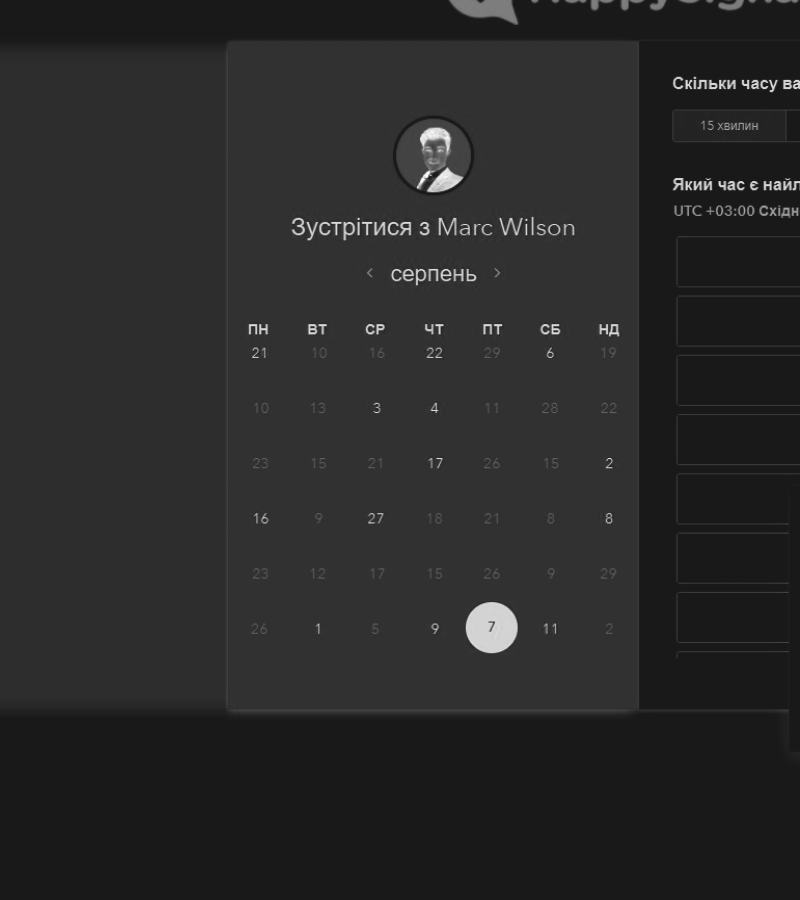 Зустрітися з Marc Wilson
серпень
ПН ВТ СР ЧТ ПТ СБ НД
21 10 16 22 29 6 19
10 13 3 4 11 28 22
23 15 21 17 26 15 2
16 9 27 18 21 8 8
23 12 17 15 26 9 29
26 1 5 9 7 11 2
Скільки часу ва
15 хвилин
Який час є найл
UTC +03:00 Східн